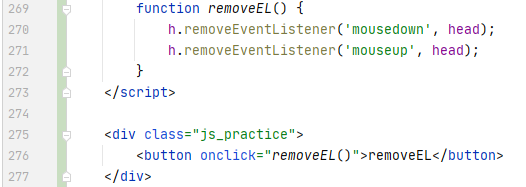 269 function removeEL() {
270 h.removeEventListener('mousedown', head);
271 h.removeEventListener('mouseup', head);
272 }
273 </script>
274
275 <div class="js_practice">
276 <button onclick="removeEL()">removeEL</button>
277 </div>